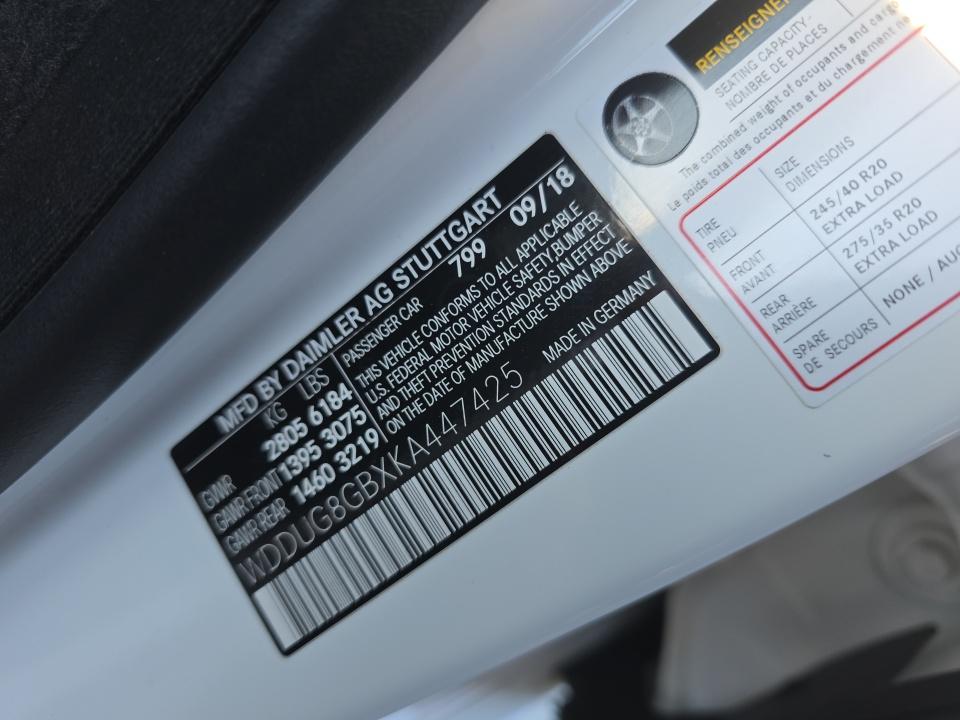 MFD BY DAIMLER AG STUTTGART
799 09/18
KG LBS
GVWR 2805 6184
GAWR FRONT 1395 3075
GAWR REAR 1460 3219
PASSENGER CAR
THIS VEHICLE CONFORMS TO ALL APPLICABLE
U.S. FEDERAL MOTOR VEHICLE SAFETY, BUMPER
AND THEFT PREVENTION STANDARDS IN EFFECT
ON THE DATE OF MANUFACTURE SHOWN ABOVE
MADE IN GERMANY
WDDUG8GBXKA447425
SEATING CAPACITY-
NOMBRE DE PLACES
The combined weight of occupants and
Le poids total des occupants et du chargement
TIRE
PNEU
SIZE
DIMENSIONS
FRONT
AVANT
245/40 R20
EXTRA LOAD
REAR
ARRIÈRE
275/35 R20
EXTRA LOAD
SPARE
DE SECOURS
NONE /